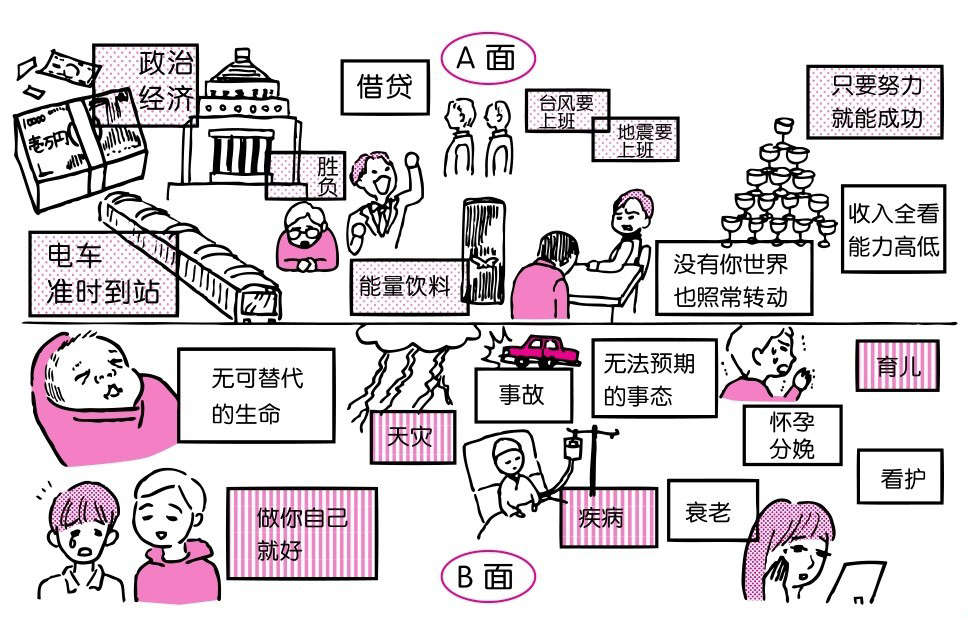 A 面
政治
经济
借贷
台风要
上班
地震要
上班
只要努力
就能成功
10000
壱万円
胜
负
收入全看
能力高低
电车
准时到站
能量饮料
没有你世界
也照常转动
无可替代
的生命
天灾
事故
无法预期
的事态
育儿
怀孕
分娩
看护
做你自己
就好
疾病
衰老
B 面